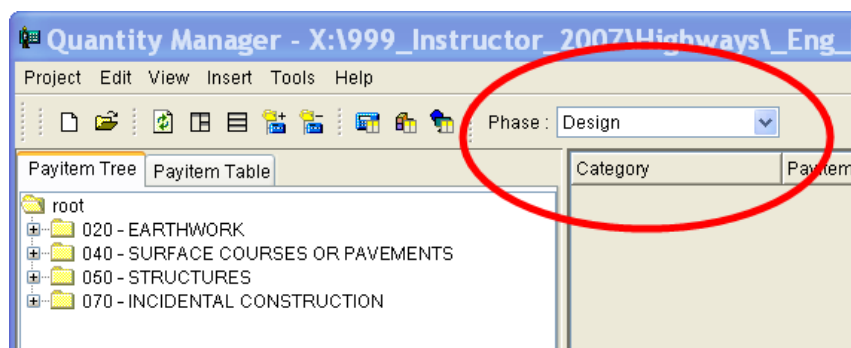 Quantity Manager - X:\999_Instructor_2007\Highways\_Eng_
Project Edit View Insert Tools Help
Phase : Design
Payitem Tree Payitem Table
Category Payitem
root
020 - EARTHWORK
040 - SURFACE COURSES OR PAVEMENTS
050 - STRUCTURES
070 - INCIDENTAL CONSTRUCTION